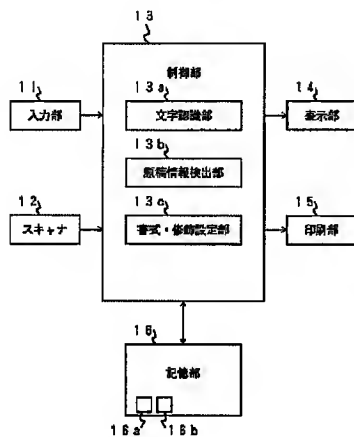 13
制御部
11
13a
14
入力部
文字認識部
表示部
13b
原稿情報検出部
12
13c
15
スキャナ
書式・修飾設定部
印刷部
16
記憶部
16a 16b